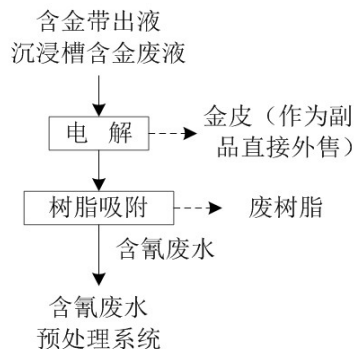 含金带出液
沉浸槽含金废液
电 解
金皮（作为副
品直接外售）
树脂吸附
废树脂
含氰废水
含氰废水
预处理系统